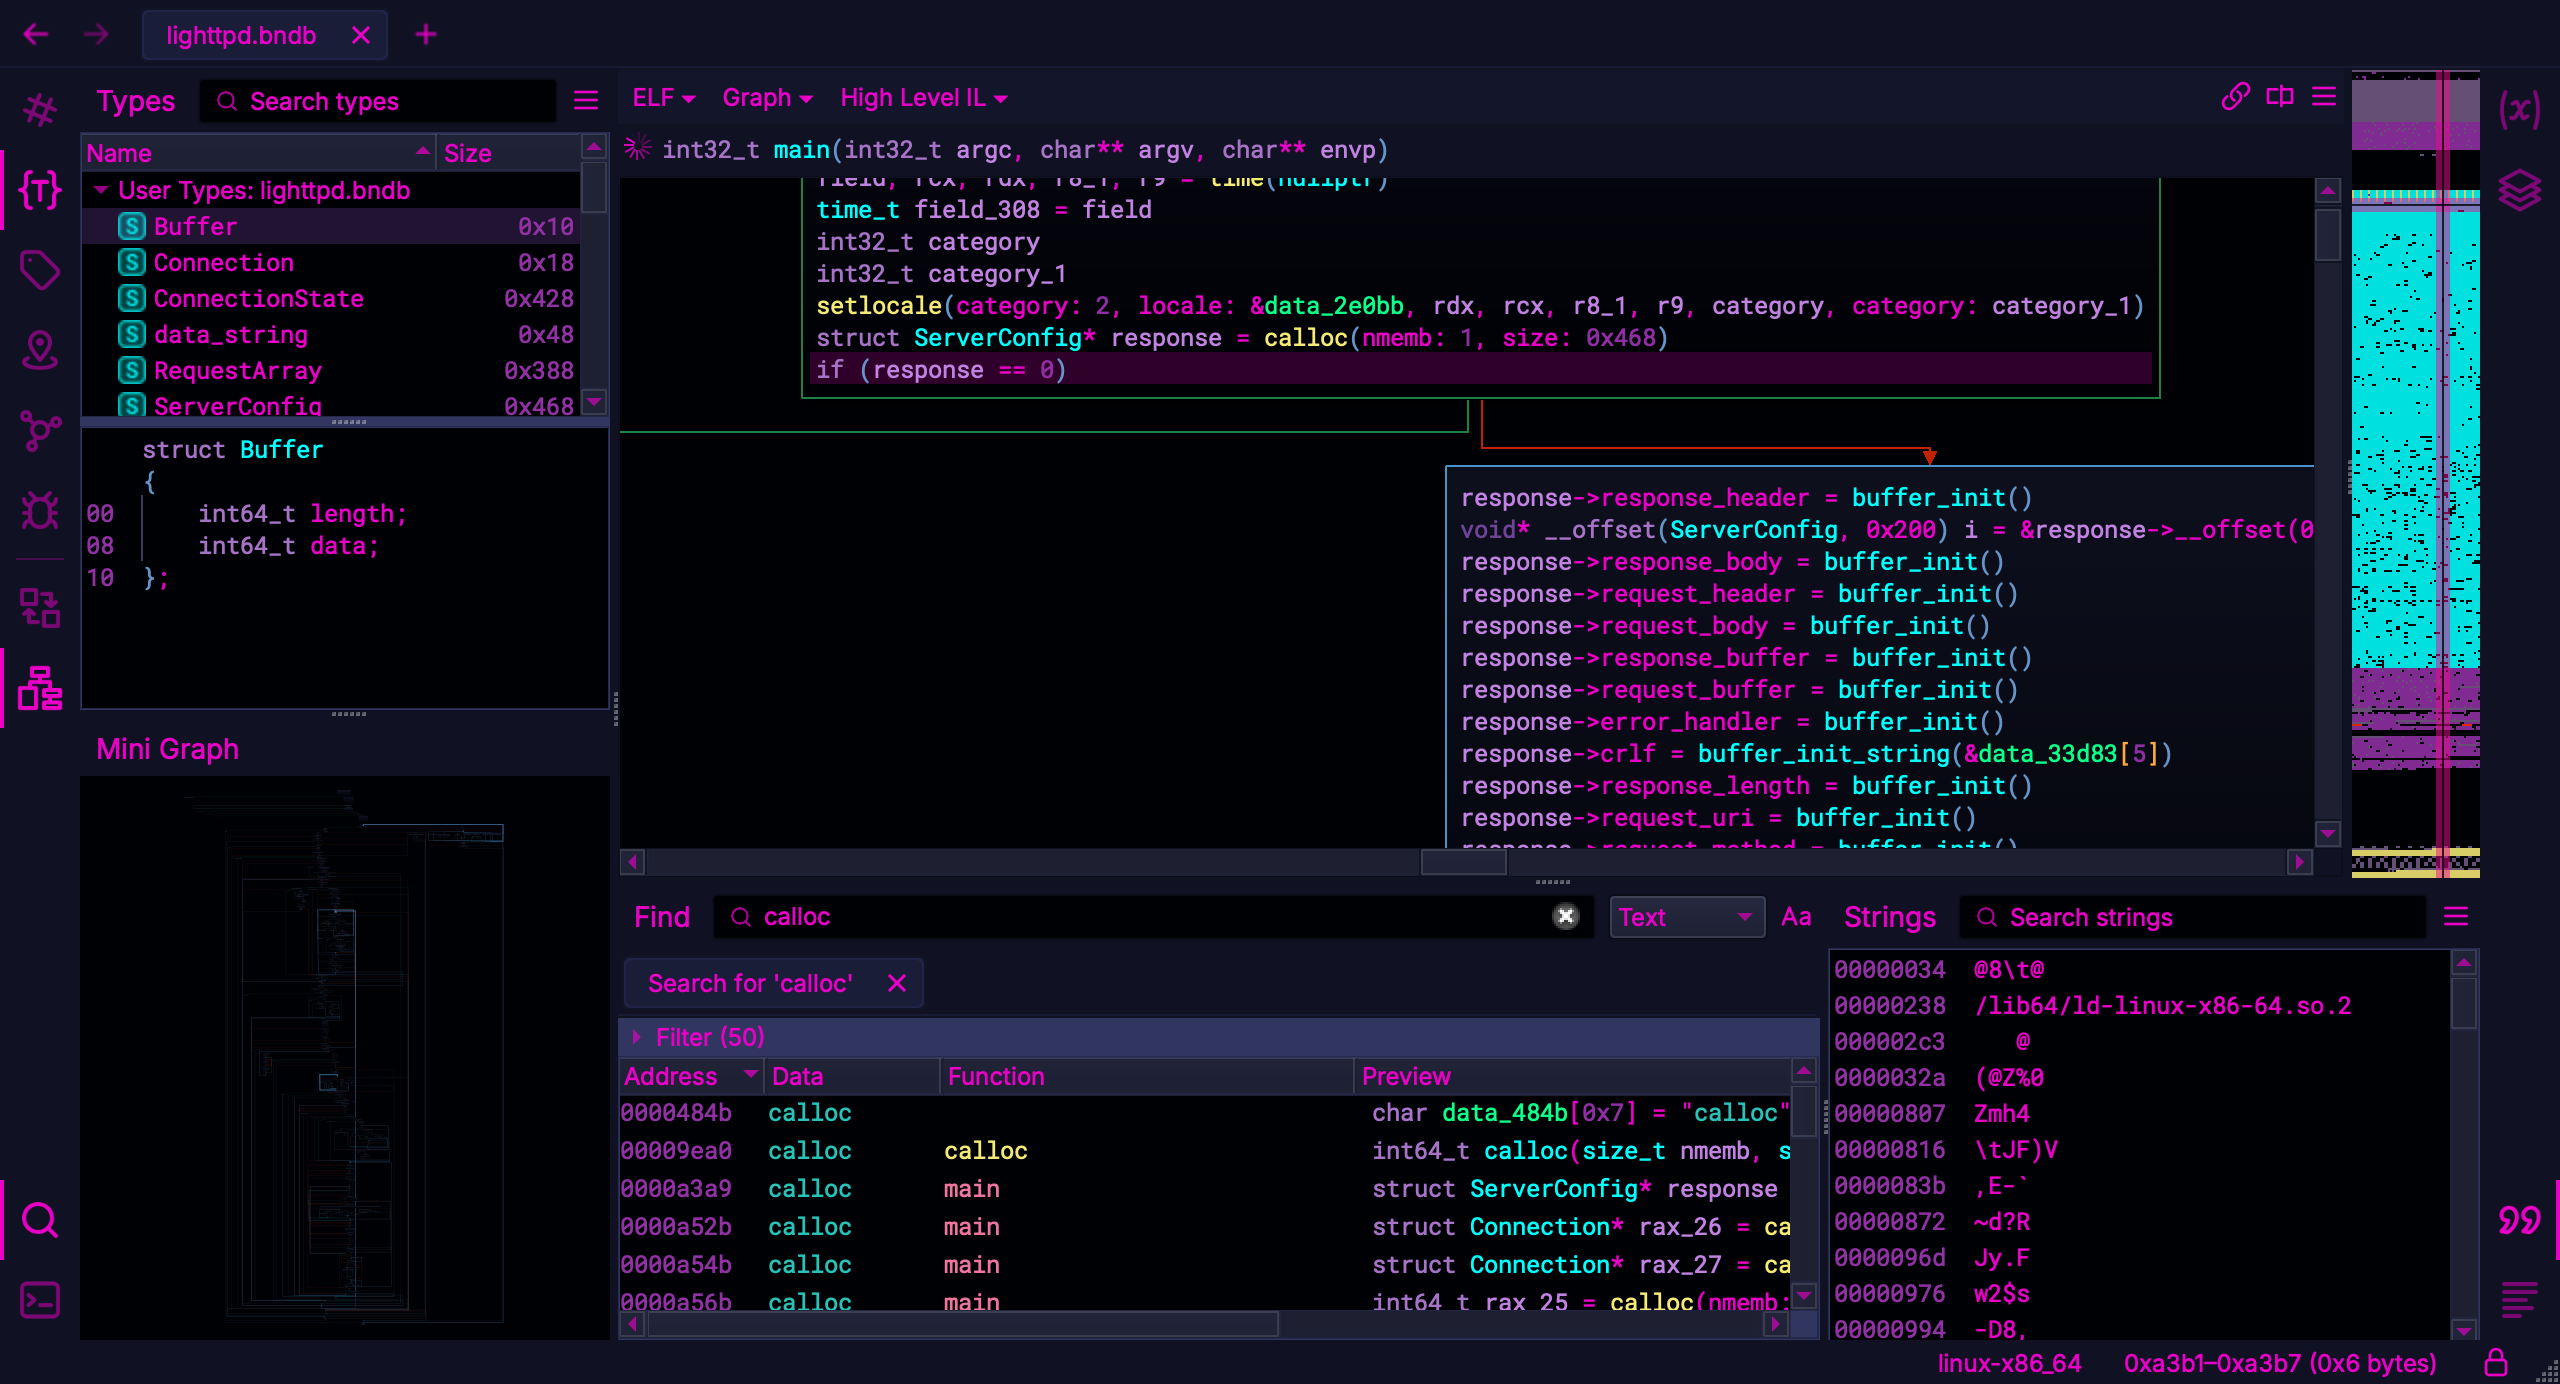 lighttpd.bndb
Types
Search types
Name
Size
User Types: lighttpd.bndb
S Buffer 0x10
S Connection 0x18
S ConnectionState 0x428
S data_string 0x48
S RequestArray 0x388
S ServerConfig 0x468
struct Buffer
{
00 int64_t length;
08 int64_t data;
10 };
Mini Graph
ELF
Graph
High Level IL
int32_t main(int32_t argc, char** argv, char** envp)
field, rcx, rdx, r8_1, r9 = time(nullptr)
time_t field_308 = field
int32_t category
int32_t category_1
setlocale(category: 2, locale: &data_2e0bb, rdx, rcx, r8_1, r9, category, category: category_1)
struct ServerConfig* response = calloc(nmemb: 1, size: 0x468)
if (response == 0)
response->response_header = buffer_init()
void* __offset(ServerConfig, 0x200) i = &response->__offset(0
response->response_body = buffer_init()
response->request_header = buffer_init()
response->request_body = buffer_init()
response->response_buffer = buffer_init()
response->request_buffer = buffer_init()
response->error_handler = buffer_init()
response->crlf = buffer_init_string(&data_33d83[5])
response->response_length = buffer_init()
response->request_uri = buffer_init()
response->request_method = buffer_init()
Find
calloc
Text
Aa
Search for 'calloc'
Filter (50)
Address Data Function Preview
0000484b calloc char data_484b[0x7] = "calloc"
00009ea0 calloc calloc int64_t calloc(size_t nmemb, s
0000a3a9 calloc main struct ServerConfig* response
0000a52b calloc main struct Connection* rax_26 = ca
0000a54b calloc main struct Connection* rax_27 = ca
0000a56b calloc main int64_t rax_25 = calloc(nmemb:
Strings
Search strings
00000034 @8\t@
00000238 /lib64/ld-linux-x86-64.so.2
000002c3 @
0000032a (@Z%0
00000807 Zmh4
00000816 \tJF)V
0000083b ,E-`
00000872 ~d?R
0000096d Jy.F
00000976 w2$s
00000994 -D8,
linux-x86_64
0xa3b1–0xa3b7 (0x6 bytes)